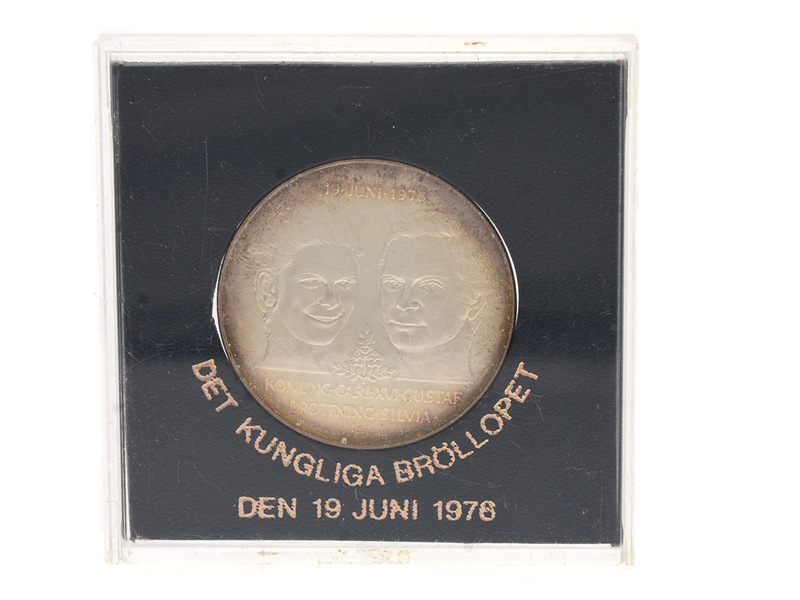 19·JUNI·1976
KONUNG·CARL·XVI·GUSTAF
DROTTNING·SILVIA
DET KUNGLIGA BRÖLLOPET
DEN 19 JUNI 1976